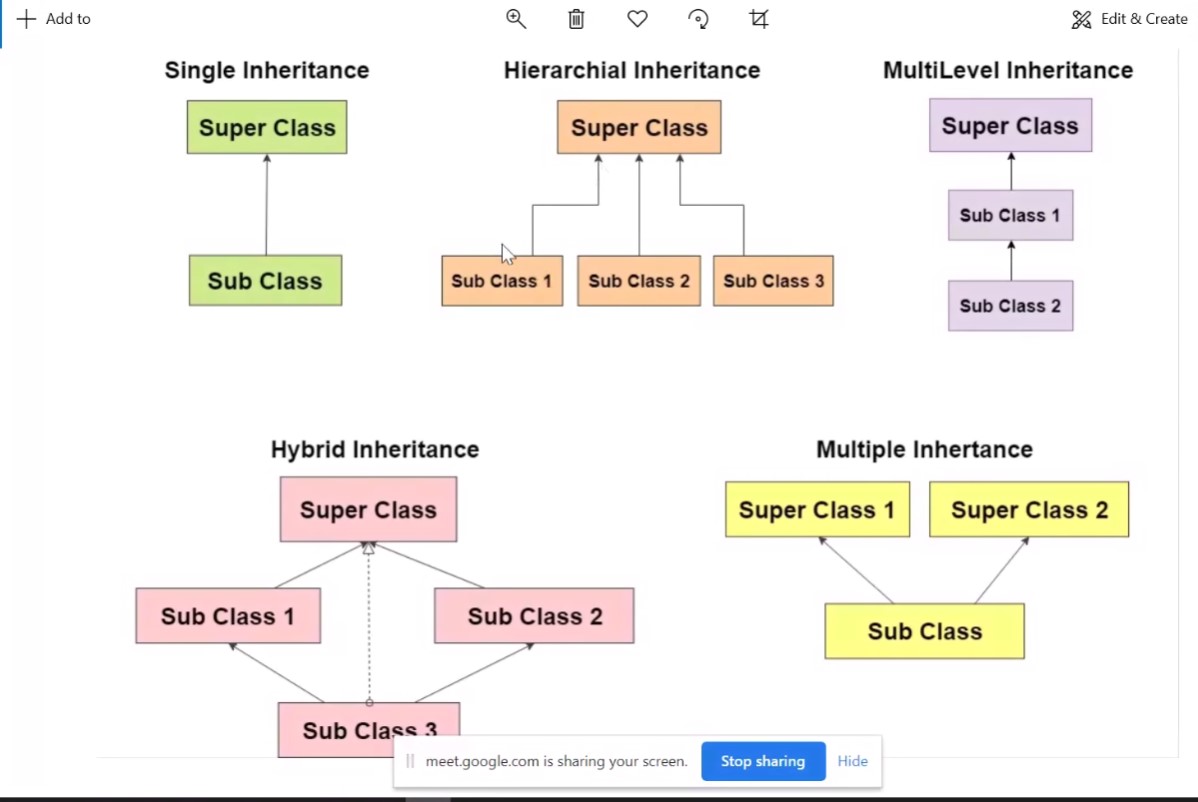 Add to
Edit & Create
Single Inheritance
Hierarchial Inheritance
MultiLevel Inheritance
Super Class
Super Class
Super Class
Sub Class 1
Sub Class
Sub Class 1
Sub Class 2
Sub Class 3
Sub Class 2
Hybrid Inheritance
Multiple Inhertance
Super Class
Super Class 1
Super Class 2
Sub Class 1
Sub Class 2
Sub Class
Sub Class 3
meet.google.com is sharing your screen.
Stop sharing
Hide